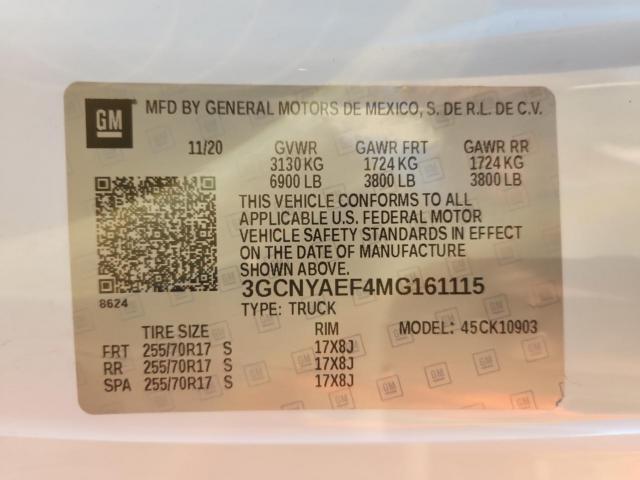 GM MFD BY GENERAL MOTORS DE MEXICO, S. DE R.L. DE C.V.
11/20 GVWR GAWR FRT GAWR RR
3130 KG 1724 KG 1724 KG
6900 LB 3800 LB 3800 LB
THIS VEHICLE CONFORMS TO ALL
APPLICABLE U.S. FEDERAL MOTOR
VEHICLE SAFETY STANDARDS IN EFFECT
ON THE DATE OF MANUFACTURE
SHOWN ABOVE.
3GCNYAEF4MG161115
8624
TYPE: TRUCK
TIRE SIZE RIM MODEL: 45CK10903
FRT 255/70R17 S 17X8J
RR 255/70R17 S 17X8J
SPA 255/70R17 S 17X8J